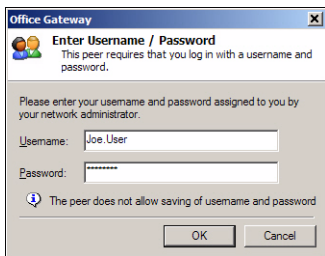 Office Gateway
Enter Username / Password
This peer requires that you log in with a username and
password.
Please enter your username and password assigned to you by
your network administrator.
Username: Joe.User
Password: ********
The peer does not allow saving of username and password
OK Cancel